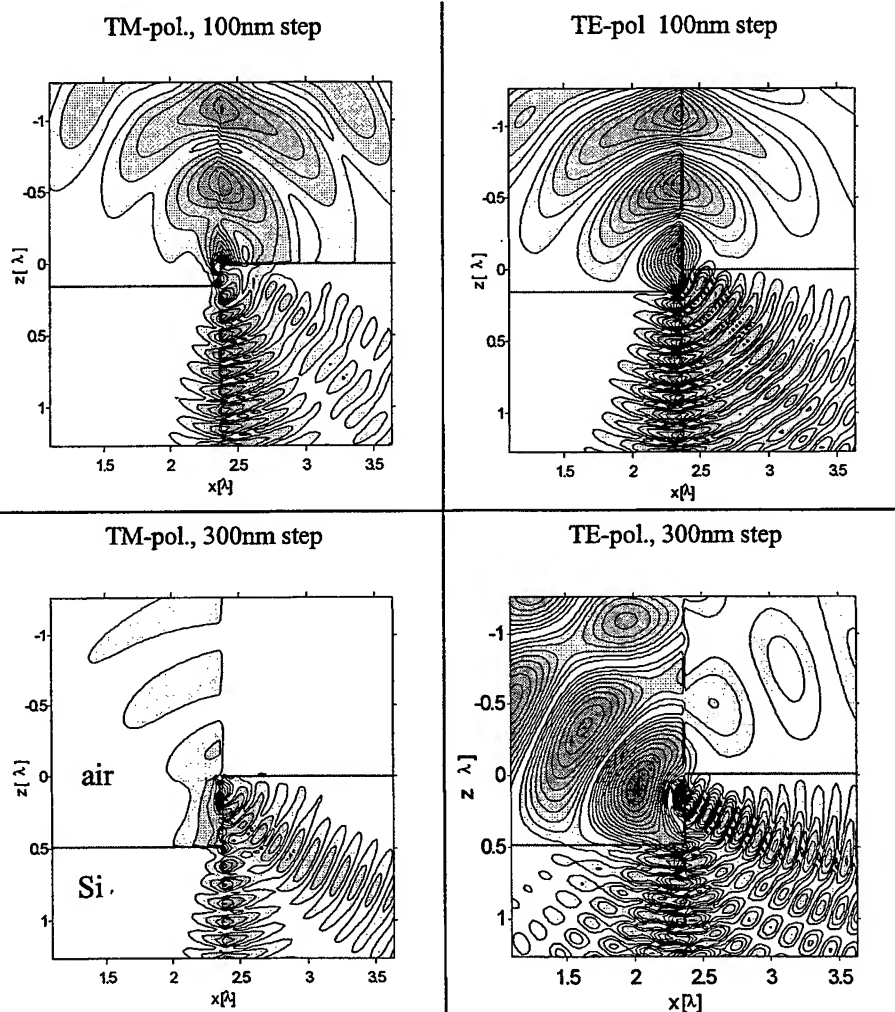 TM-pol., 100nm step
TE-pol 100nm step
-1
-0.5
0
0.5
1
z[λ]
1.5
2
2.5
3
3.5
x[λ]
-1
-0.5
0
0.5
1
z[λ]
1.5
2
2.5
3
3.5
x[λ]
TM-pol., 300nm step
TE-pol., 300nm step
-1
-0.5
0
0.5
1
z[λ]
air
Si
1.5
2
2.5
3
3.5
x[λ]
-1
-0.5
0
0.5
1
z λ]
1.5
2
2.5
3
3.5
x[λ]